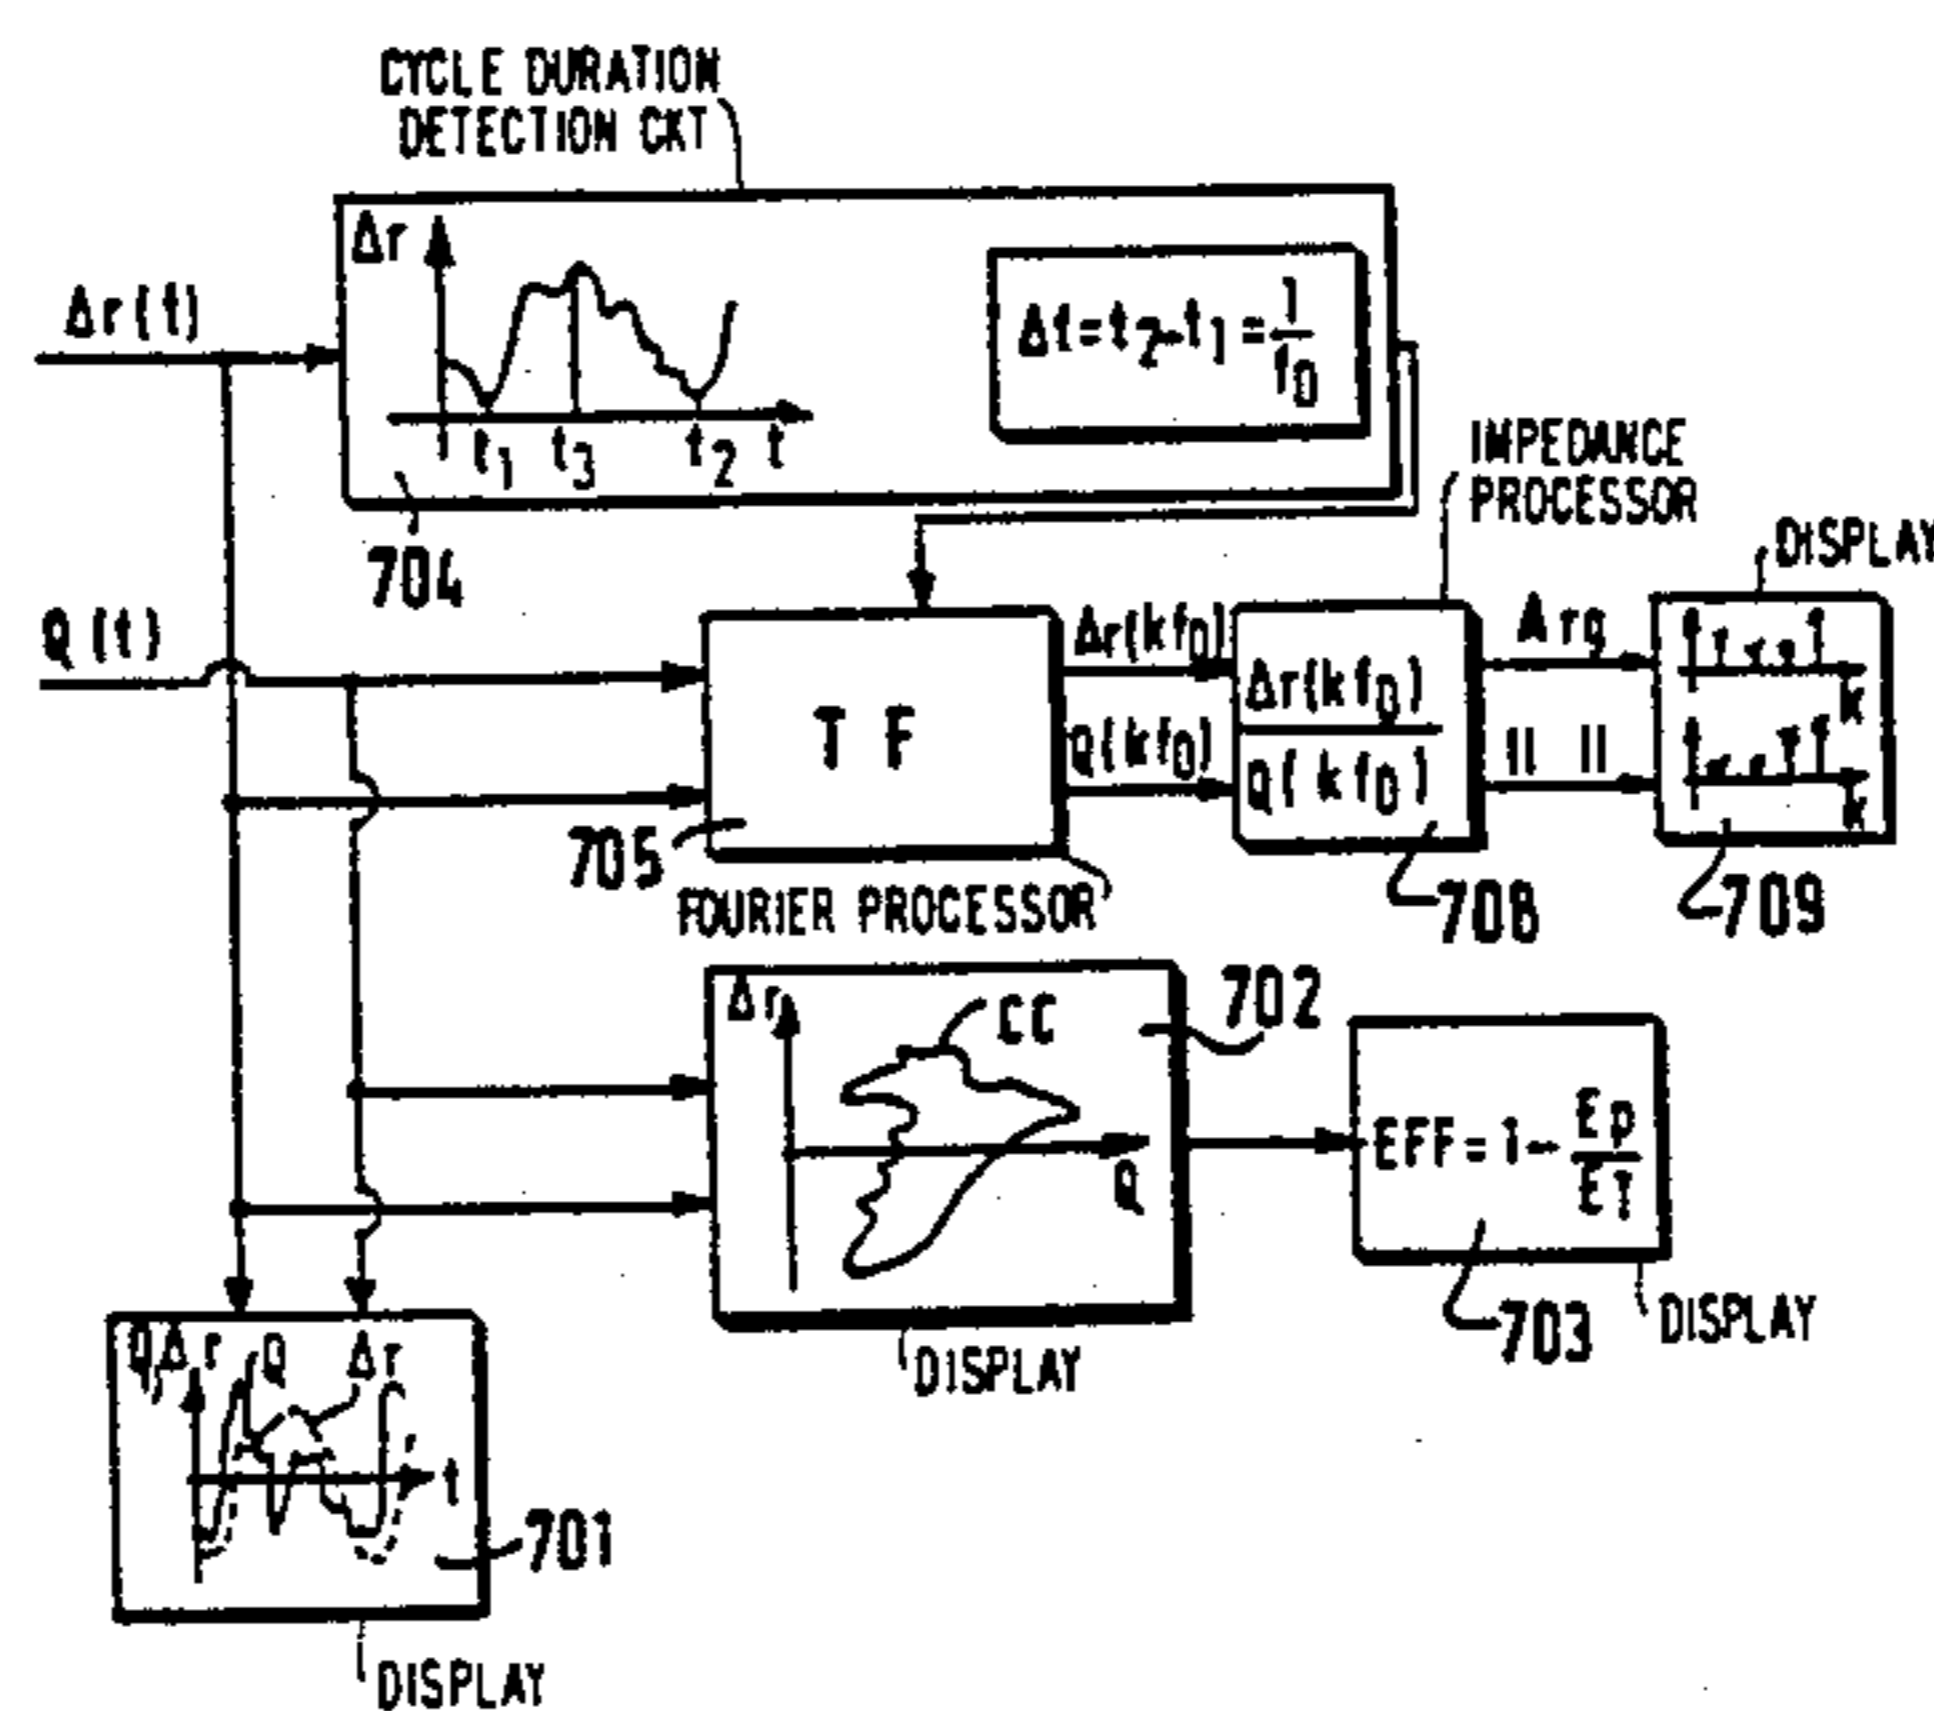 CYCLE DURATION
DETECTION CKT
Δr
Δr(t)
Δt=t2-t1=1/f0
t1 t3 t2 t
704
IMPEDANCE
PROCESSOR
DISPLAY
Q(t)
TF
Δr(kf0)
Q(kf0)
Δr(kf0)
Q(kf0)
Arg
|| ||
K
K
705
FOURIER PROCESSOR
708
709
Δr
CC
Q
702
EFF=1-Ep/ET
703
DISPLAY
DISPLAY
Q,Δr
Q
Δr
t
701
DISPLAY